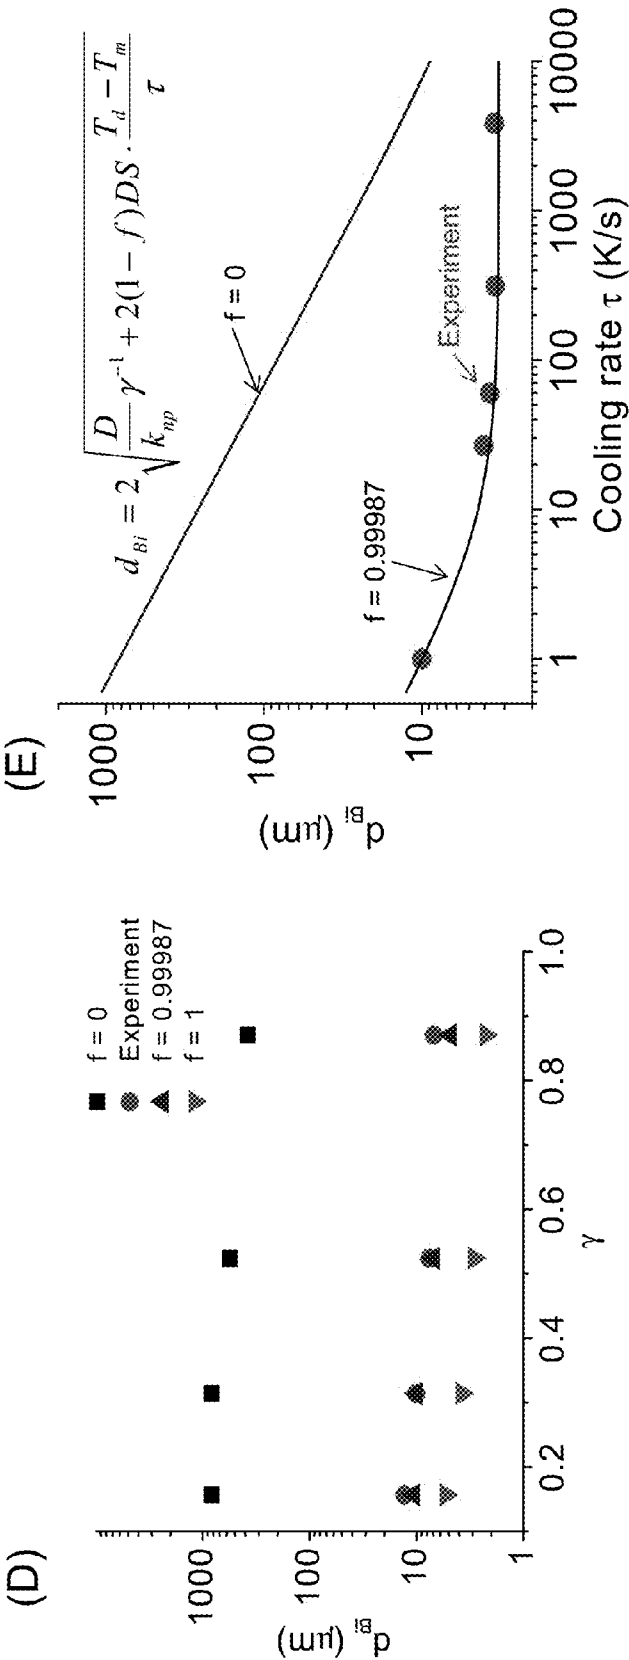 (D)
f = 0
Experiment
f = 0.99987
f = 1
1000
100
10
1
d_Bi (μm)
0.2
0.4
0.6
0.8
1.0
γ
(E)
d_Bi = 2√(D/k_np γ⁻¹ + 2(1 − f)DS · (T_d − T_m)/τ)
f = 0
f = 0.99987
Experiment
1000
100
10
d_Bi (μm)
1
10
100
1000
10000
Cooling rate τ (K/s)